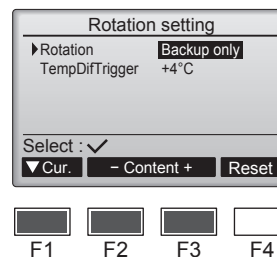 Rotation setting
Rotation Backup only
TempDifTrigger +4°C
Select :
Cur. − Content + Reset
F1 F2 F3 F4